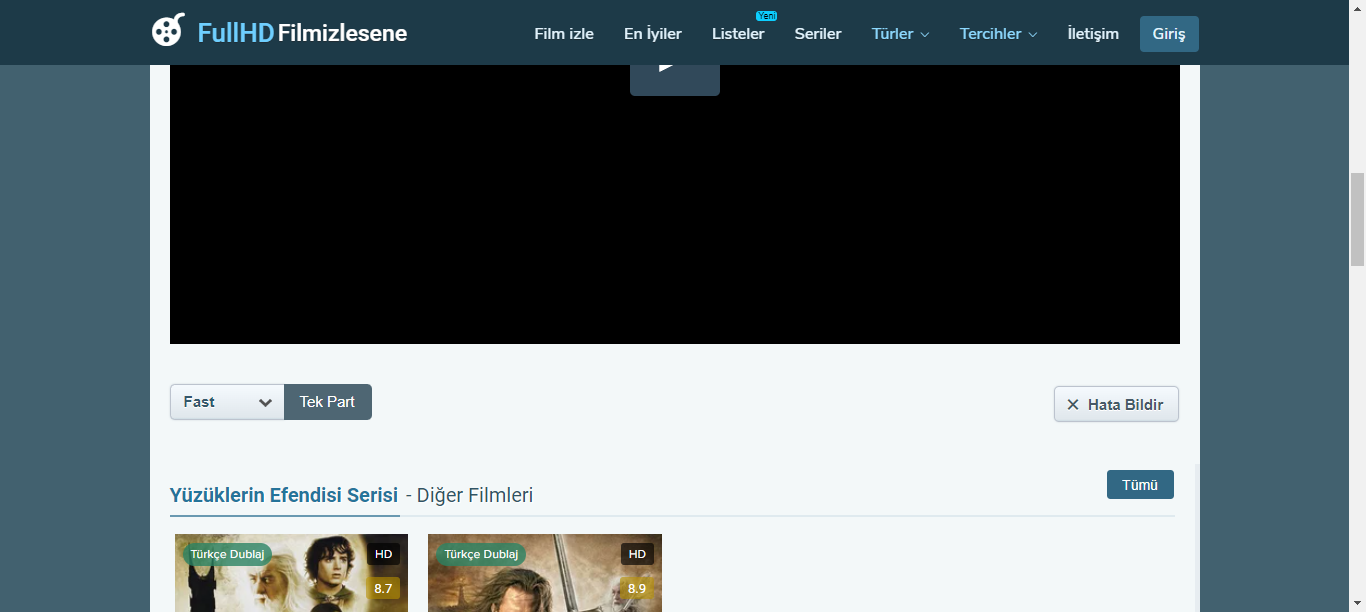 FullHD Filmizlesene
Film izle En İyiler Listeler Yeni Seriler Türler Tercihler İletişim Giriş
Fast Tek Part
Hata Bildir
Yüzüklerin Efendisi Serisi - Diğer Filmleri
Tümü
Türkçe Dublaj HD
8.7
Türkçe Dublaj HD
8.9